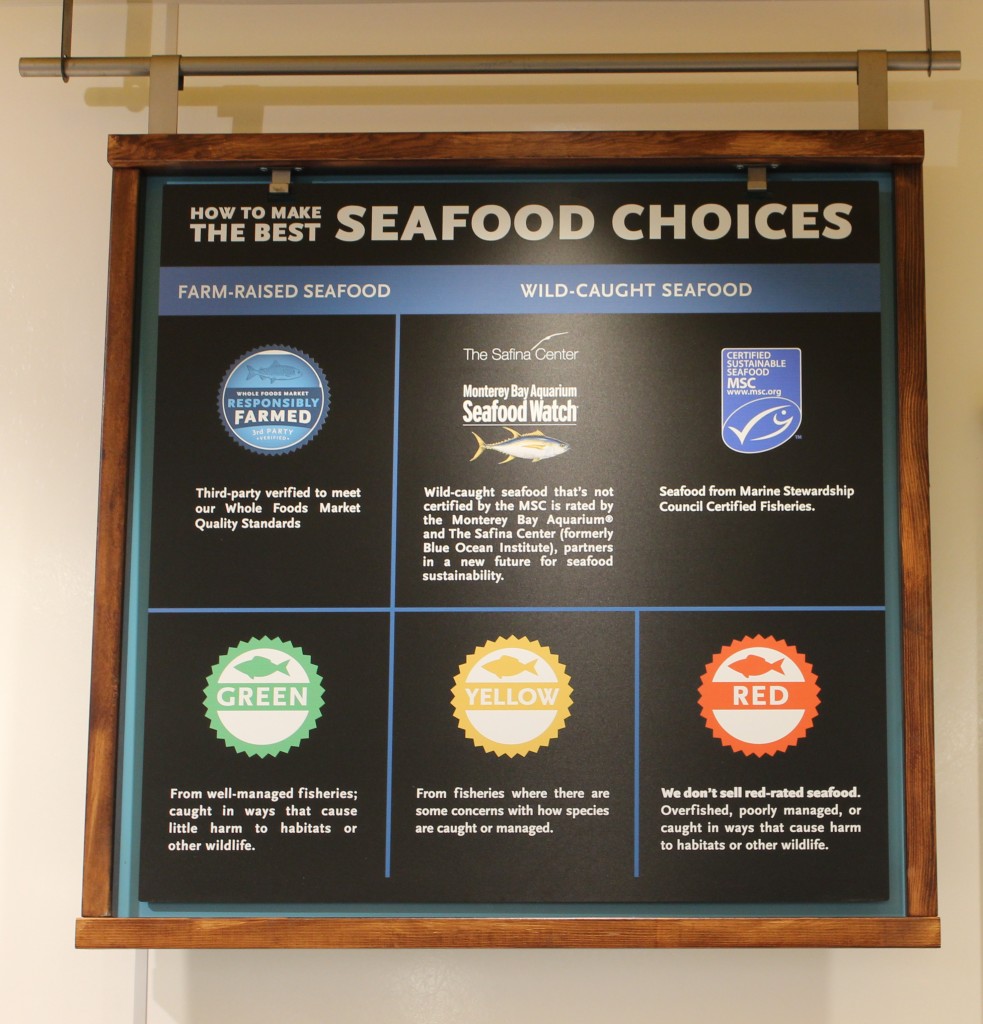 HOW TO MAKE
THE BEST
SEAFOOD CHOICES
FARM-RAISED SEAFOOD
WILD-CAUGHT SEAFOOD
WHOLE FOODS MARKET
RESPONSIBLY
FARMED
3rd PARTY
VERIFIED
Third-party verified to meet
our Whole Foods Market
Quality Standards
The Safina Center
Monterey Bay Aquarium
Seafood Watch
Wild-caught seafood that's not
certified by the MSC is rated by
the Monterey Bay Aquarium®
and The Safina Center (formerly
Blue Ocean Institute), partners
in a new future for seafood
sustainability.
CERTIFIED
SUSTAINABLE
SEAFOOD
MSC
www.msc.org
TM
Seafood from Marine Stewardship
Council Certified Fisheries.
GREEN
From well-managed fisheries;
caught in ways that cause
little harm to habitats or
other wildlife.
YELLOW
From fisheries where there are
some concerns with how species
are caught or managed.
RED
We don't sell red-rated seafood.
Overfished, poorly managed, or
caught in ways that cause harm
to habitats or other wildlife.